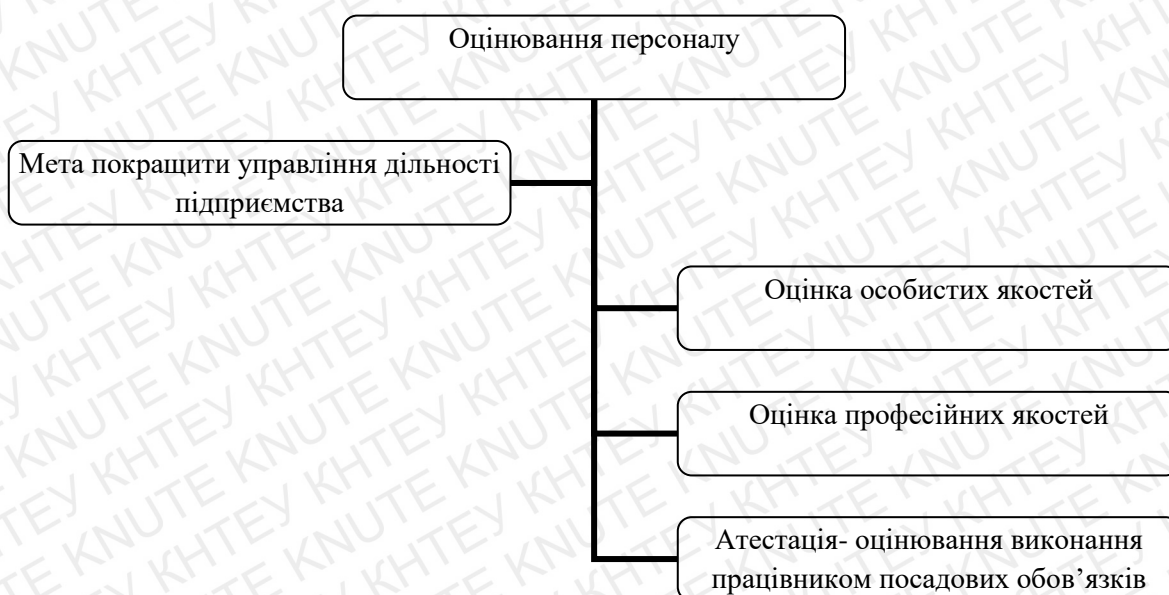 Оцінювання персоналу
Мета покращити управління дільності
підприємства
Оцінка особистих якостей
Оцінка професійних якостей
Атестація- оцінювання виконання
працівником посадових обов’язків